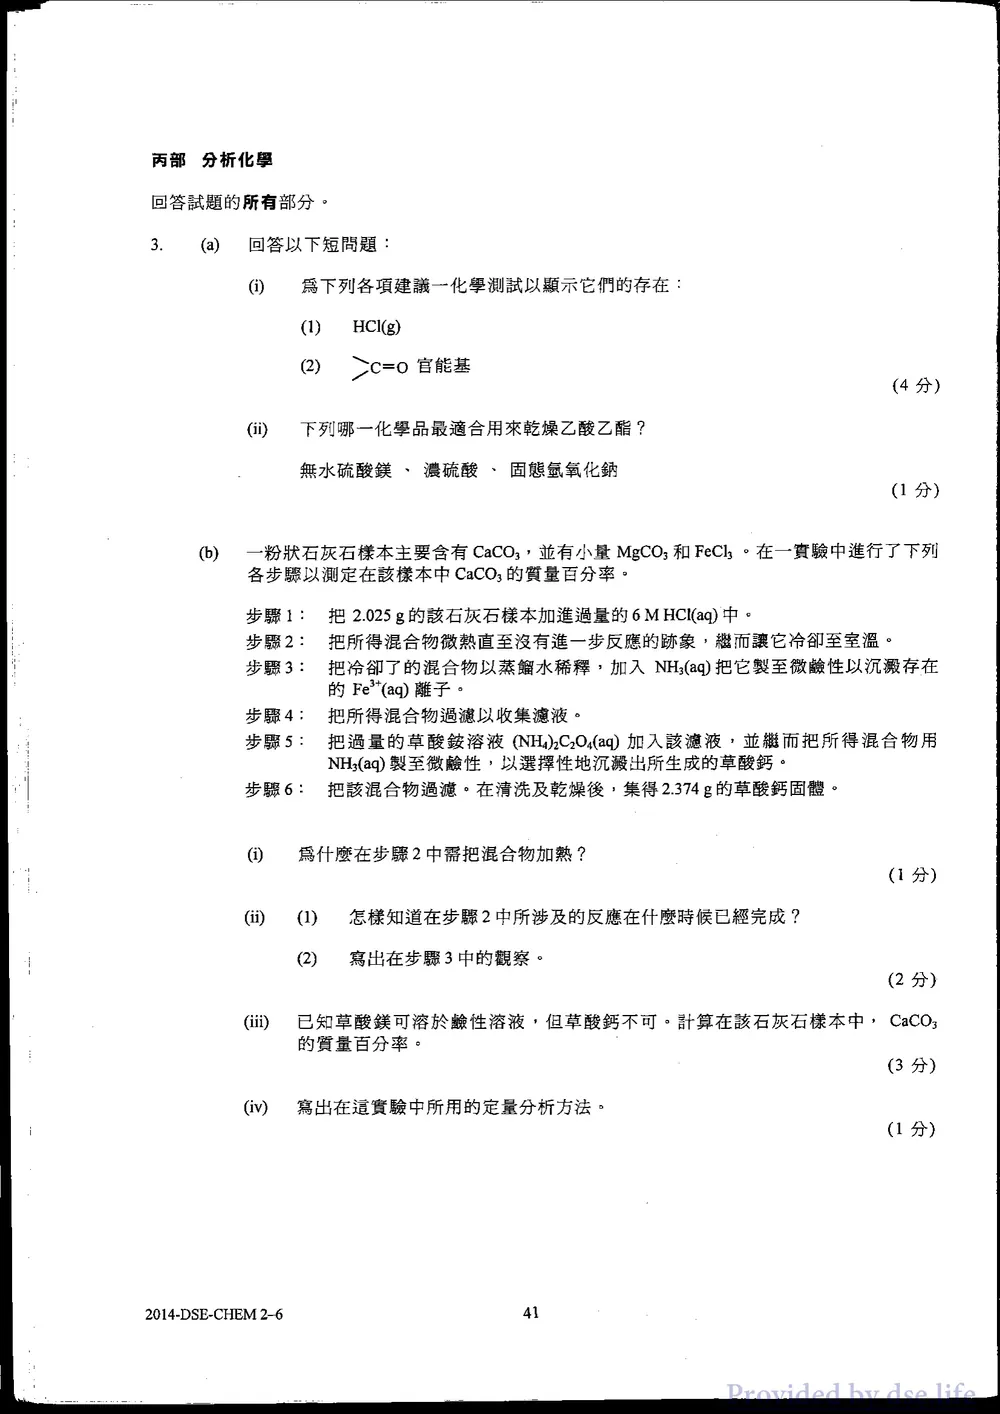 丙部 分析化學
回答試題的所有部分。
3. (a) 回答以下短問題：
(i) 爲下列各項建議一化學測試以顯示它們的存在：
(1) HCl(g)
(2) >C=O 官能基
(4 分)
(ii) 下列哪一化學品最適合用來乾燥乙酸乙酯？
無水硫酸鎂、濃硫酸、固態氫氧化鈉
(1 分)
(b) 一粉狀石灰石樣本主要含有 CaCO₃，並有小量 MgCO₃ 和 FeCl₃。在一實驗中進行了下列
各步驟以測定在該樣本中 CaCO₃ 的質量百分率。
步驟 1： 把 2.025 g 的該石灰石樣本加進過量的 6 M HCl(aq) 中。
步驟 2： 把所得混合物微熱直至沒有進一步反應的跡象，繼而讓它冷卻至室溫。
步驟 3： 把冷卻了的混合物以蒸餾水稀釋，加入 NH₃(aq) 把它製至微鹼性以沉澱存在
的 Fe³⁺(aq) 離子。
步驟 4： 把所得混合物過濾以收集濾液。
步驟 5： 把過量的草酸銨溶液 (NH₄)₂C₂O₄(aq) 加入該濾液，並繼而把所得混合物用
NH₃(aq) 製至微鹼性，以選擇性地沉澱出所生成的草酸鈣。
步驟 6： 把該混合物過濾。在清洗及乾燥後，集得 2.374 g 的草酸鈣固體。
(i) 爲什麼在步驟 2 中需把混合物加熱？
(1 分)
(ii) (1) 怎樣知道在步驟 2 中所涉及的反應在什麼時候已經完成？
(2) 寫出在步驟 3 中的觀察。
(2 分)
(iii) 已知草酸鎂可溶於鹼性溶液，但草酸鈣不可。計算在該石灰石樣本中，CaCO₃
的質量百分率。
(3 分)
(iv) 寫出在這實驗中所用的定量分析方法。
(1 分)
2014-DSE-CHEM 2–6 41
Provided by dse.life